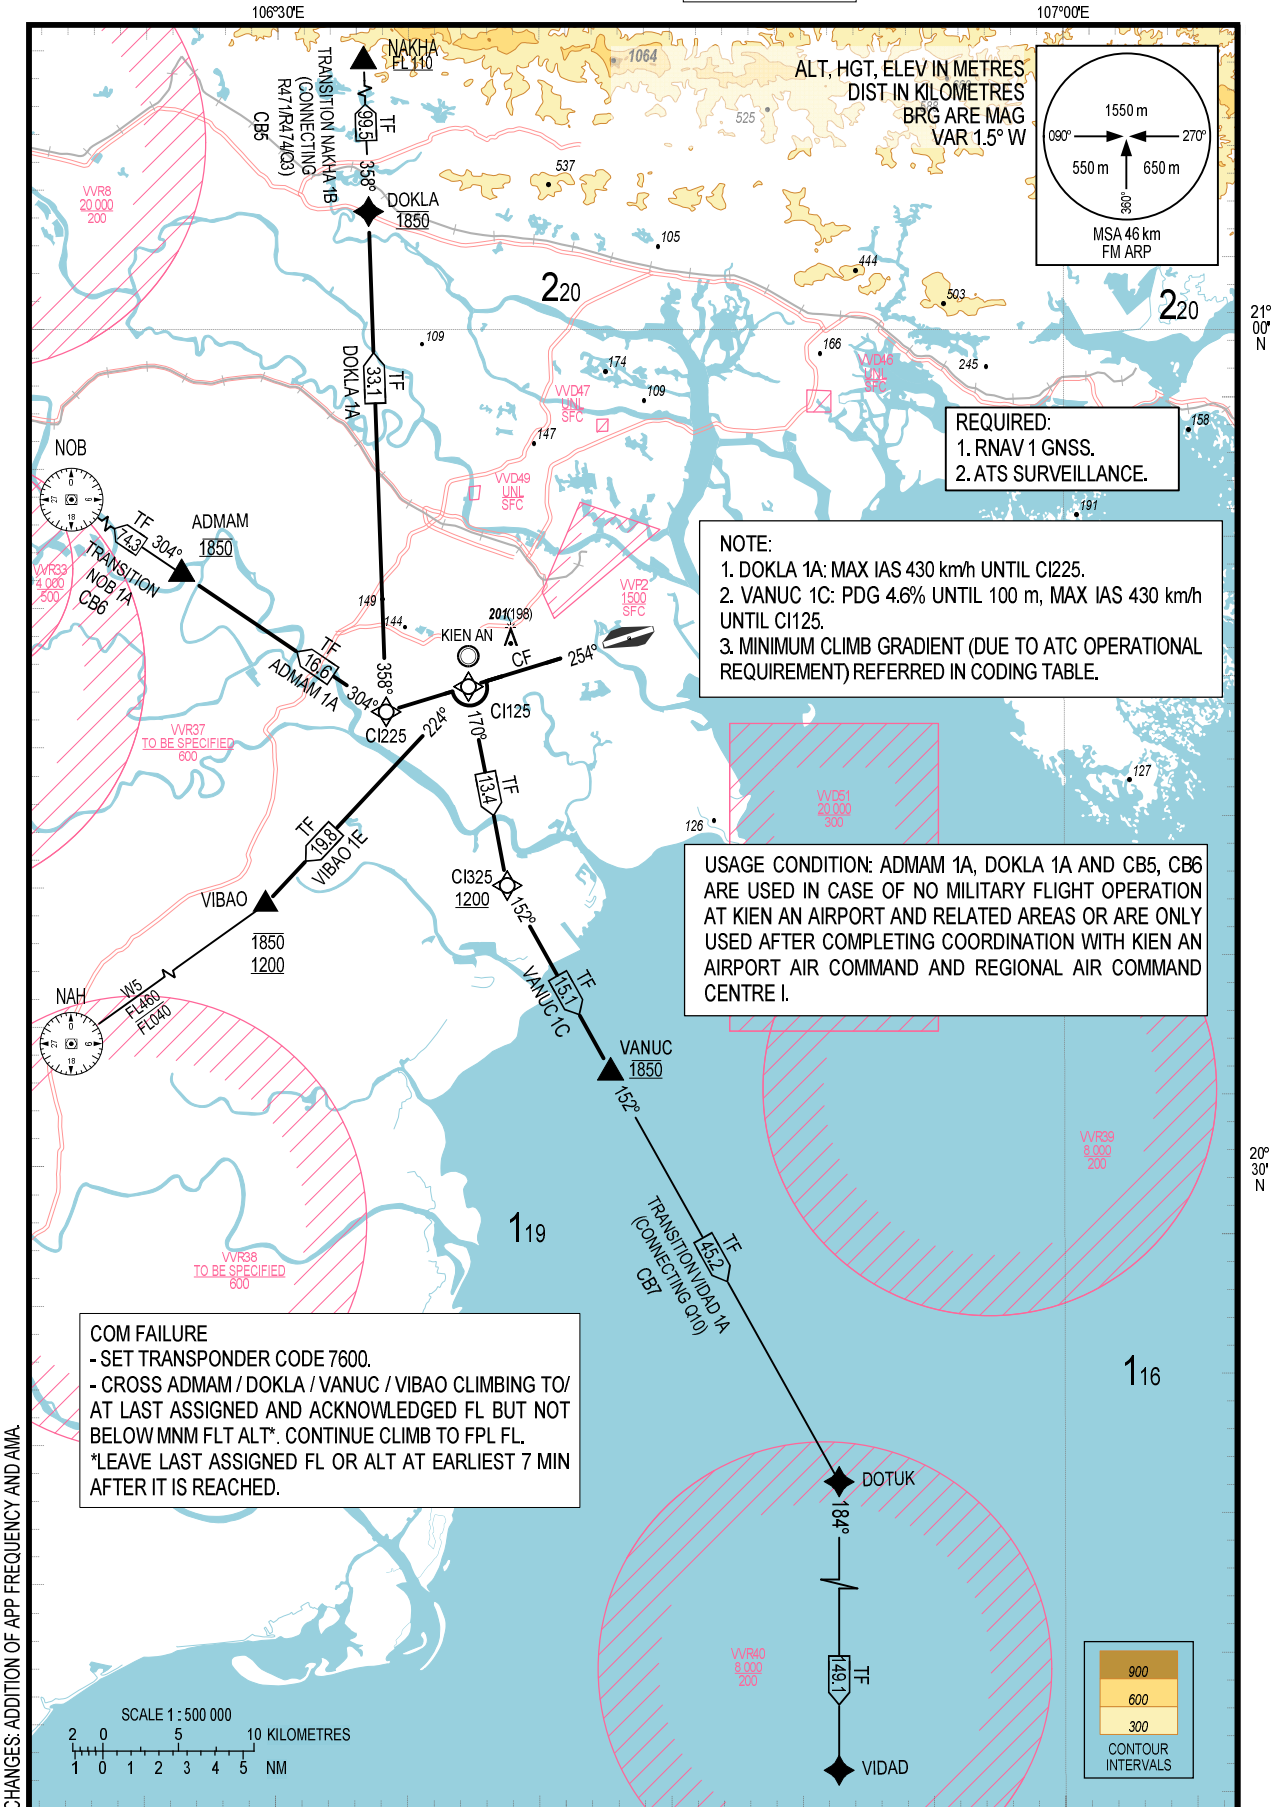 106°30'E
107°00'E
NAKHA
FL 110
TRANSITION NAKHA 1B
(CONNECTING
R471/R474/Q3)
CB5
TF
99.5
358°
DOKLA
1850
1064
525
537
ALT, HGT, ELEV IN METRES
DIST IN KILOMETRES
BRG ARE MAG
VAR 1.5° W
1550 m
090°
270°
550 m
650 m
360°
MSA 46 km
FM ARP
VVR8
20 000
200
105
444
503
220
220
21°
00'
N
109
174
166
245
109
147
158
191
VVD46
UNL
SFC
VVD47
UNL
SFC
VVD49
UNL
SFC
TF
33.1
DOKLA 1A
REQUIRED:
1. RNAV 1 GNSS.
2. ATS SURVEILLANCE.
NOB
0
9
18
27
TF
74.3
304°
TRANSITION
NOB 1A
CB6
ADMAM
1850
VVR33
4 000
500
NOTE:
1. DOKLA 1A: MAX IAS 430 km/h UNTIL CI225.
2. VANUC 1C: PDG 4.6% UNTIL 100 m, MAX IAS 430 km/h
UNTIL CI125.
3. MINIMUM CLIMB GRADIENT (DUE TO ATC OPERATIONAL
REQUIREMENT) REFERRED IN CODING TABLE.
VVP2
1500
SFC
149
144
201(198)
KIEN AN
CF
254°
TF
16.6
ADMAM 1A
304°
358°
CI225
224°
CI125
170°
VVR37
TO BE SPECIFIED
600
TF
13.4
127
126
VVD51
20 000
300
TF
19.8
VIBAO 1E
CI325
1200
152°
VIBAO
1850
1200
USAGE CONDITION: ADMAM 1A, DOKLA 1A AND CB5, CB6
ARE USED IN CASE OF NO MILITARY FLIGHT OPERATION
AT KIEN AN AIRPORT AND RELATED AREAS OR ARE ONLY
USED AFTER COMPLETING COORDINATION WITH KIEN AN
AIRPORT AIR COMMAND AND REGIONAL AIR COMMAND
CENTRE I.
TF
15.1
VANUC 1C
NAH
0
9
18
27
W5
FL460
FL040
VANUC
1850
152°
VVR39
8 000
200
20°
30'
N
TF
45.2
TRANSITION VIDAD 1A
(CONNECTING Q10)
CB7
119
VVR38
TO BE SPECIFIED
600
116
COM FAILURE
- SET TRANSPONDER CODE 7600.
- CROSS ADMAM / DOKLA / VANUC / VIBAO CLIMBING TO/
AT LAST ASSIGNED AND ACKNOWLEDGED FL BUT NOT
BELOW MNM FLT ALT*. CONTINUE CLIMB TO FPL FL.
*LEAVE LAST ASSIGNED FL OR ALT AT EARLIEST 7 MIN
AFTER IT IS REACHED.
DOTUK
184°
VVR40
8 000
200
TF
149.1
VIDAD
SCALE 1 : 500 000
2 0 5 10 KILOMETRES
1 0 1 2 3 4 5 NM
900
600
300
CONTOUR
INTERVALS
CHANGES: ADDITION OF APP FREQUENCY AND AMA.